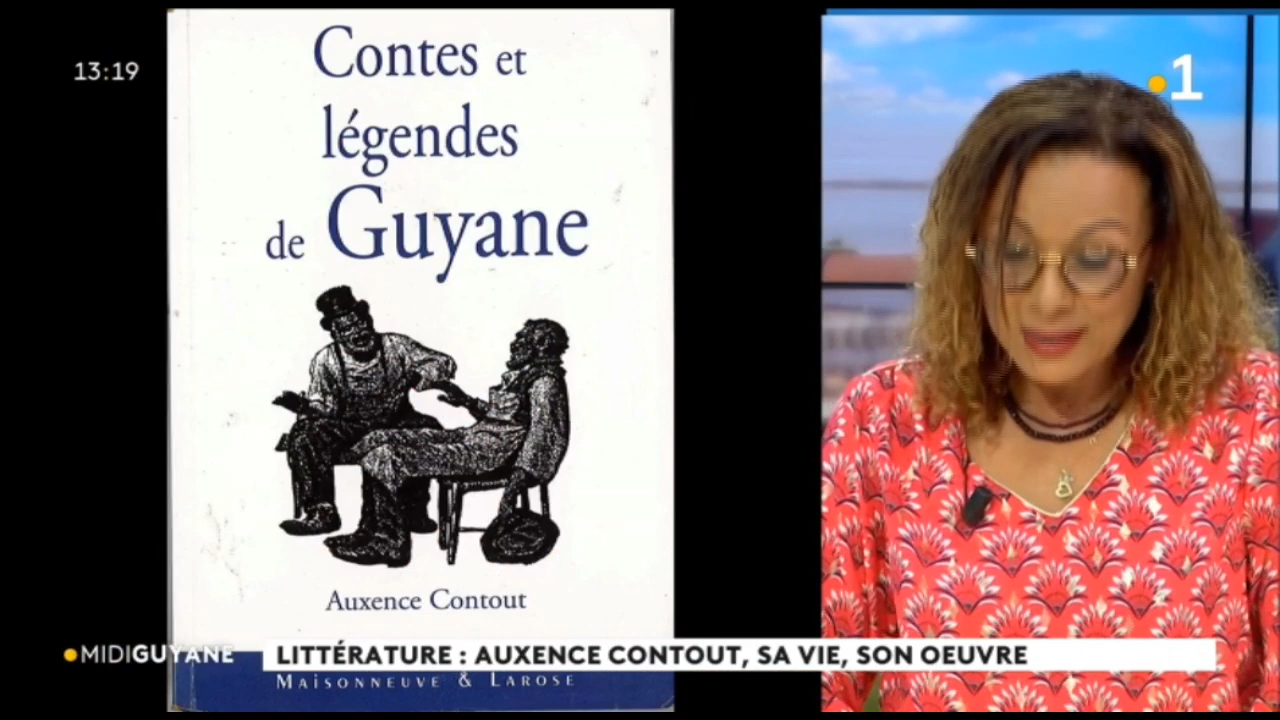 13:19
Contes et
légendes
de Guyane
Auxence Contout
MAISONNEUVE & LAROSE
MIDIGUYANE
LITTÉRATURE : AUXENCE CONTOUT, SA VIE, SON OEUVRE
1